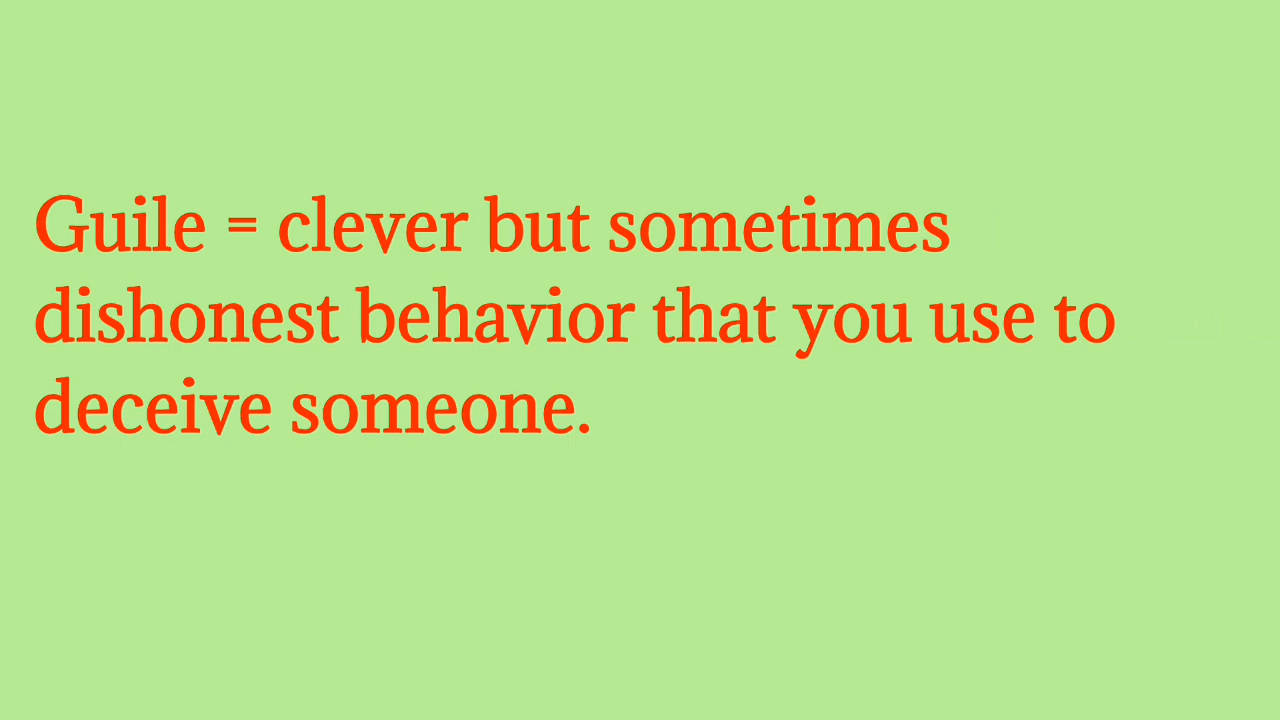 Guile = clever but sometimes
dishonest behavior that you use to
deceive someone.